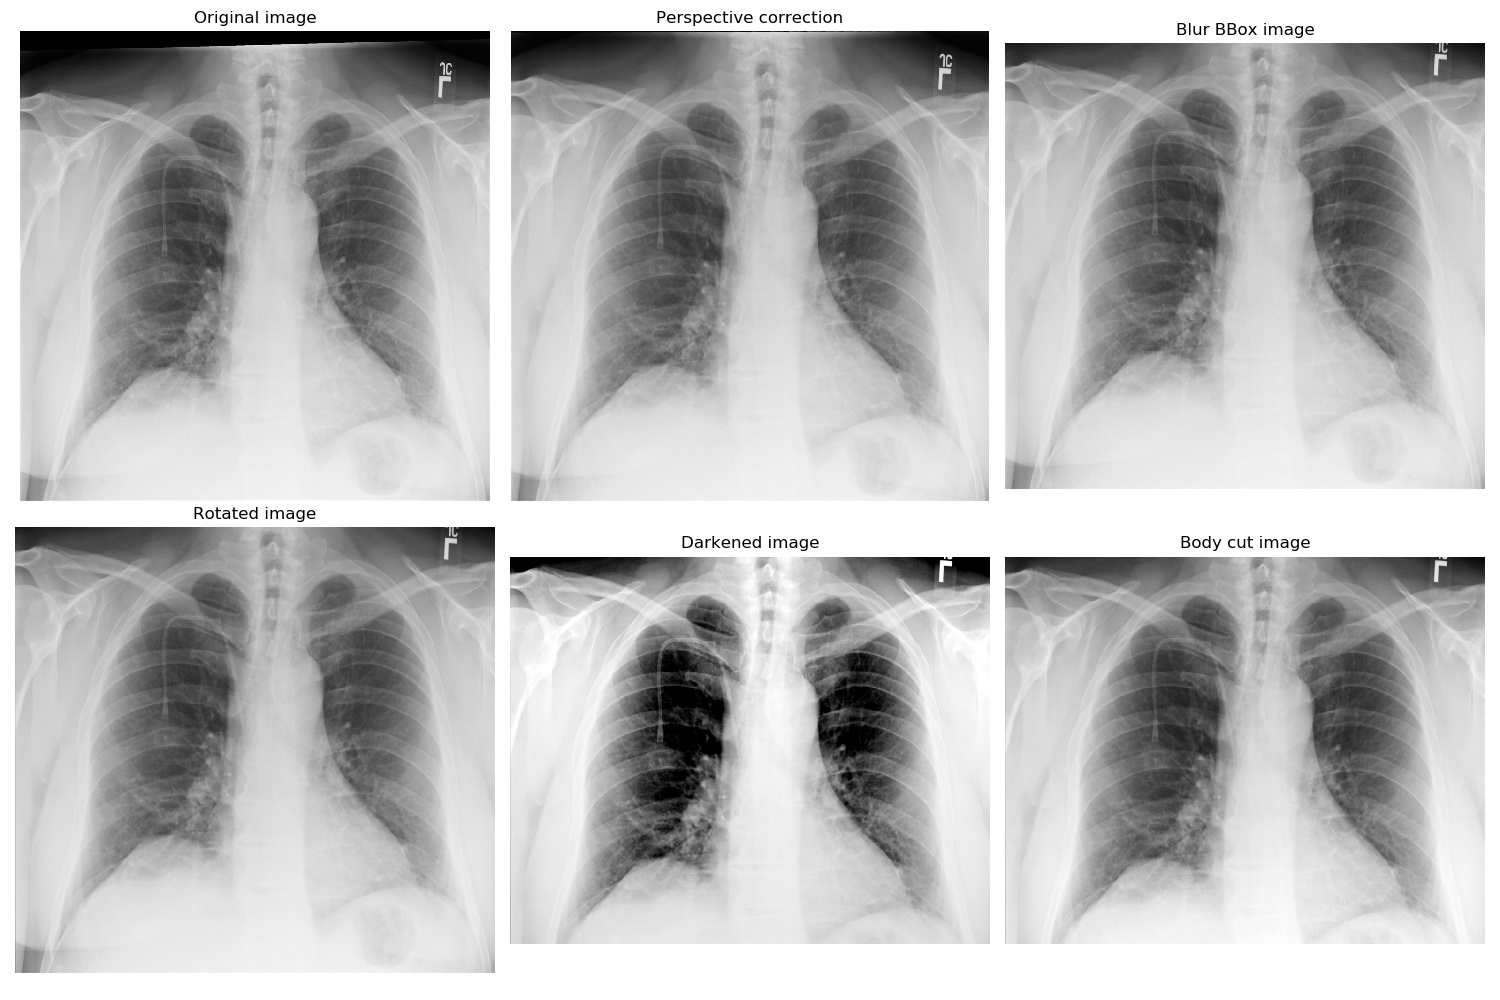 Original image
Perspective correction
Blur BBox image
L
L
L
Rotated image
Darkened image
Body cut image
L
L
L